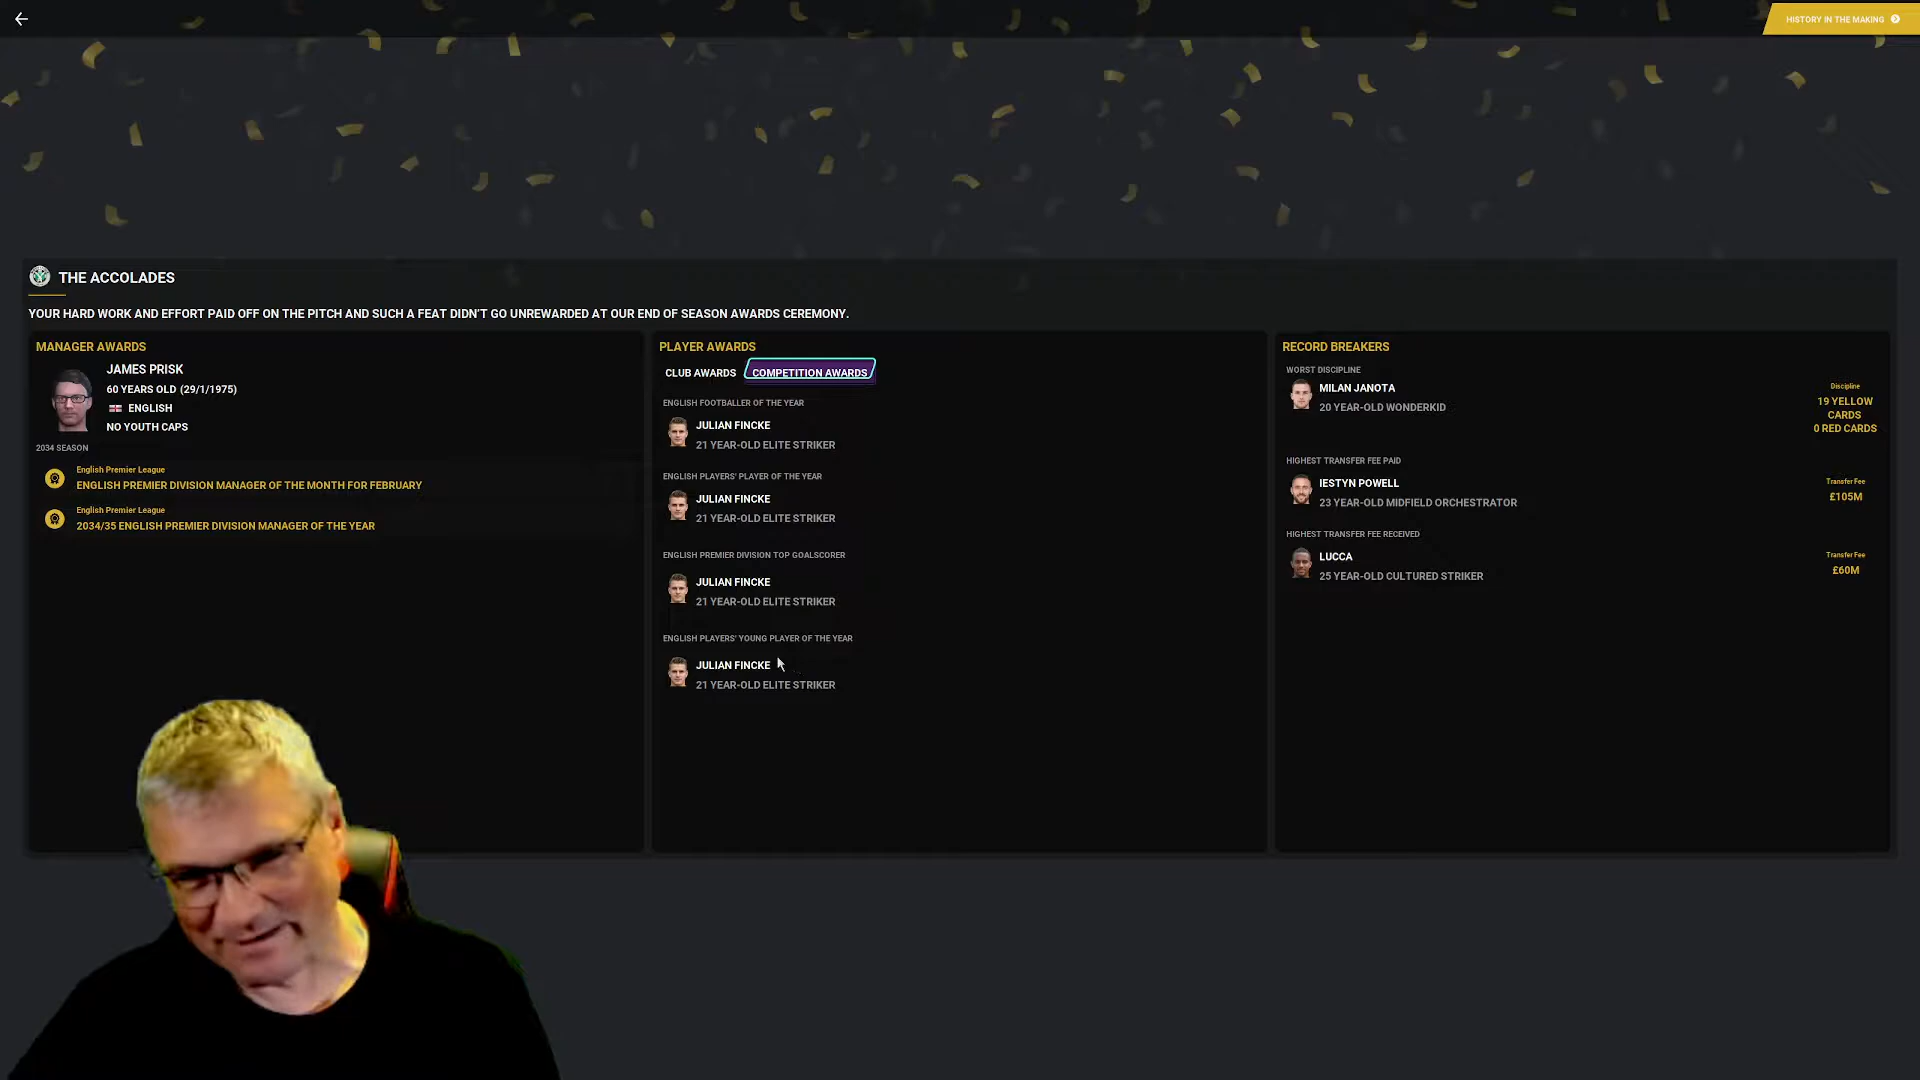 HISTORY IN THE MAKING
THE ACCOLADES
YOUR HARD WORK AND EFFORT PAID OFF ON THE PITCH AND SUCH A FEAT DIDN'T GO UNREWARDED AT OUR END OF SEASON AWARDS CEREMONY.
MANAGER AWARDS
JAMES PRISK
60 YEARS OLD (29/1/1975)
ENGLISH
NO YOUTH CAPS
2034 SEASON
English Premier League
ENGLISH PREMIER DIVISION MANAGER OF THE MONTH FOR FEBRUARY
English Premier League
2034/35 ENGLISH PREMIER DIVISION MANAGER OF THE YEAR
PLAYER AWARDS
CLUB AWARDS COMPETITION AWARDS
ENGLISH FOOTBALLER OF THE YEAR
JULIAN FINCKE
21 YEAR-OLD ELITE STRIKER
ENGLISH PLAYERS' PLAYER OF THE YEAR
JULIAN FINCKE
21 YEAR-OLD ELITE STRIKER
ENGLISH PREMIER DIVISION TOP GOALSCORER
JULIAN FINCKE
21 YEAR-OLD ELITE STRIKER
ENGLISH PLAYERS' YOUNG PLAYER OF THE YEAR
JULIAN FINCKE
21 YEAR-OLD ELITE STRIKER
RECORD BREAKERS
WORST DISCIPLINE
MILAN JANOTA
20 YEAR-OLD WONDERKID
Discipline
19 YELLOW
CARDS
0 RED CARDS
HIGHEST TRANSFER FEE PAID
IESTYN POWELL
23 YEAR-OLD MIDFIELD ORCHESTRATOR
Transfer Fee
£105M
HIGHEST TRANSFER FEE RECEIVED
LUCCA
25 YEAR-OLD CULTURED STRIKER
Transfer Fee
£60M